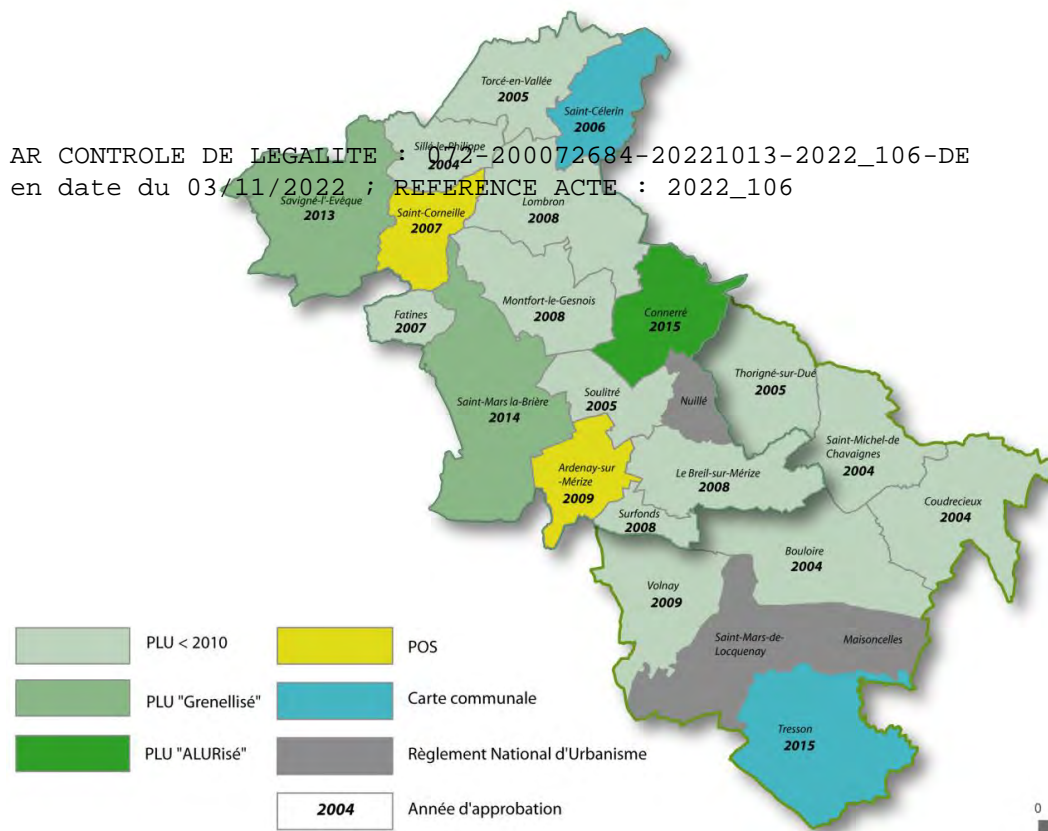 Torcé-en-Vallée
2005
Saint-Célerin
2006
AR CONTROLE DE LEGALITE : 072-200072684-20221013-2022_106-DE
en date du 03/11/2022 ; REFERENCE ACTE : 2022_106
Sillé-le-Philippe
2004
Savigné-l'Evêque
2013
Saint-Corneille
2007
Lombron
2008
Fatines
2007
Montfort-le-Gesnois
2008
Connerré
2015
Saint-Mars la-Brière
2014
Soulitré
2005
Nuillé
Thorigné-sur-Dué
2005
Saint-Michel-de
Chavaignes
2004
Ardenay-sur
-Mérize
2009
Le Breil-sur-Mérize
2008
Surfonds
2008
Coudrecieux
2004
Bouloire
2004
Volnay
2009
Saint-Mars-de-
Locquenay
Maisoncelles
Tresson
2015
PLU < 2010
PLU "Grenellisé"
PLU "ALURisé"
POS
Carte communale
Règlement National d'Urbanisme
2004
Année d'approbation
0